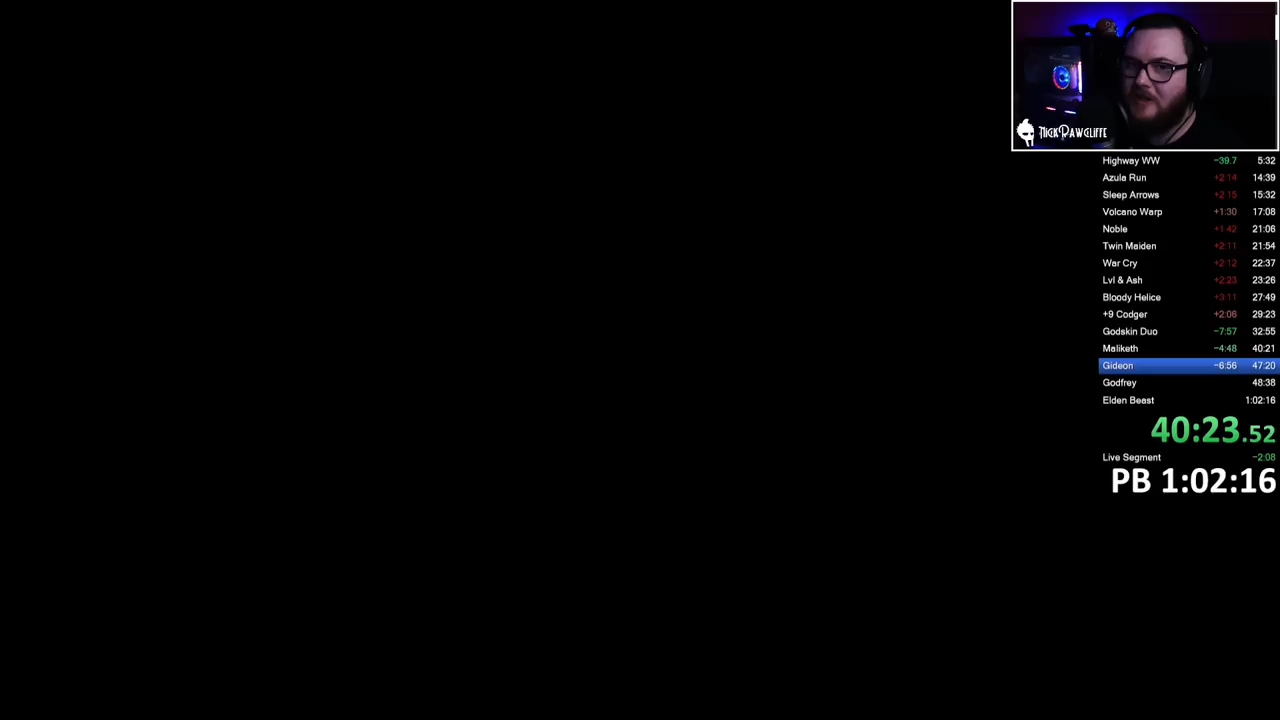 NickRawcliffe
Highway WW −39.7 5:32
Azula Run +2:14 14:39
Sleep Arrows +2:15 15:32
Volcano Warp +1:30 17:08
Noble +1:42 21:06
Twin Maiden +2:11 21:54
War Cry +2:12 22:37
Lvl & Ash +2:23 23:26
Bloody Helice +3:11 27:49
+9 Codger +2:06 29:23
Godskin Duo −7:57 32:55
Maliketh −4:48 40:21
Gideon −6:56 47:20
Godfrey 48:38
Elden Beast 1:02:16
40:23.52
Live Segment −2:08
PB 1:02:16